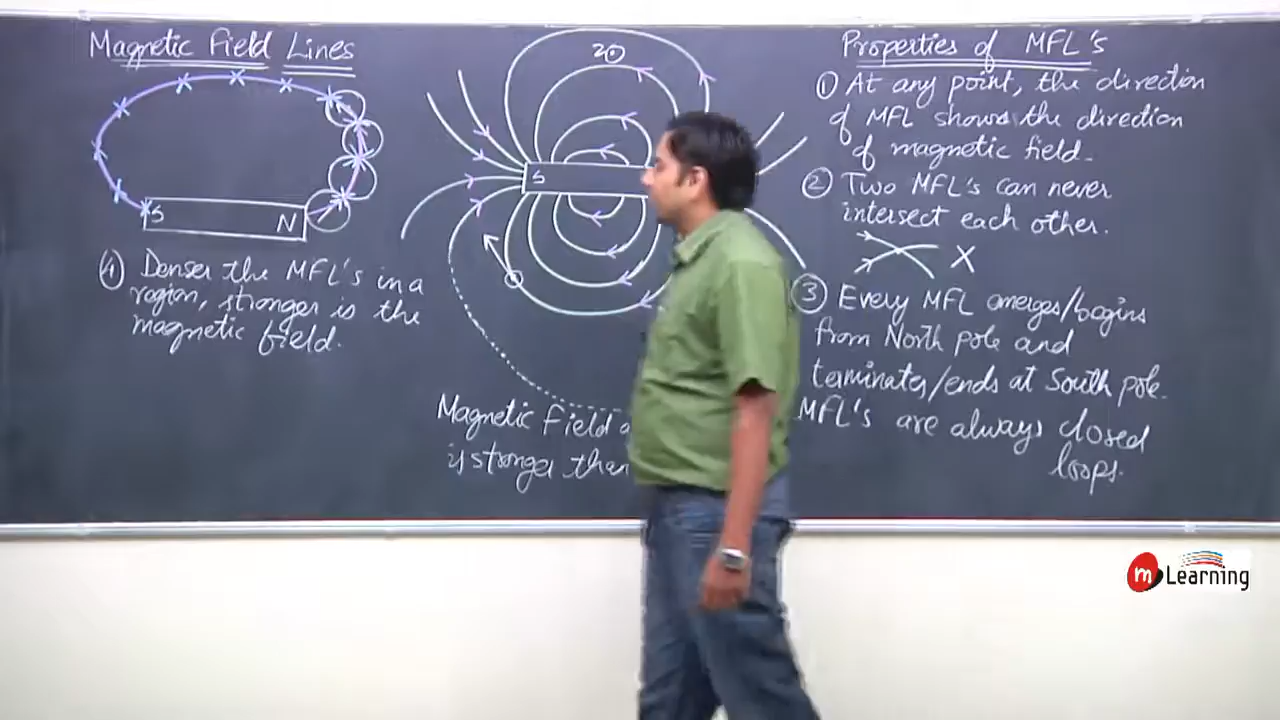 Magnetic Field Lines
S
N
④ Denser the MFL's in a
region, stronger is the
magnetic field.
2
S
Magnetic Field
is stronger than
Properties of MFL's
① At any point, the direction
of MFL shows the direction
of magnetic field.
② Two MFL's can never
intersect each other.
X
③ Every MFL emerges/begins
from North pole and
terminates/ends at South pole.
MFL's are always closed
loops.
m Learning